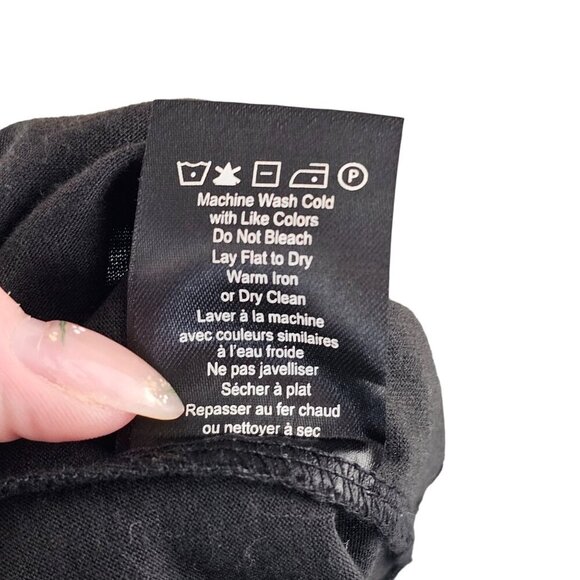 P
Machine Wash Cold
with Like Colors
Do Not Bleach
Lay Flat to Dry
Warm Iron
or Dry Clean
Laver à la machine
avec couleurs similaires
à l'eau froide
Ne pas javelliser
Sécher à plat
Repasser au fer chaud
ou nettoyer à sec